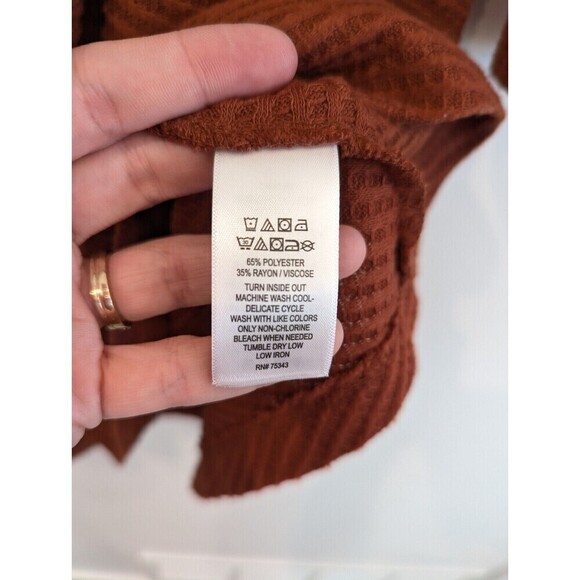 30
65% POLYESTER
35% RAYON / VISCOSE
TURN INSIDE OUT
MACHINE WASH COOL-
DELICATE CYCLE
WASH WITH LIKE COLORS
ONLY NON-CHLORINE
BLEACH WHEN NEEDED
TUMBLE DRY LOW
LOW IRON
RN# 75343